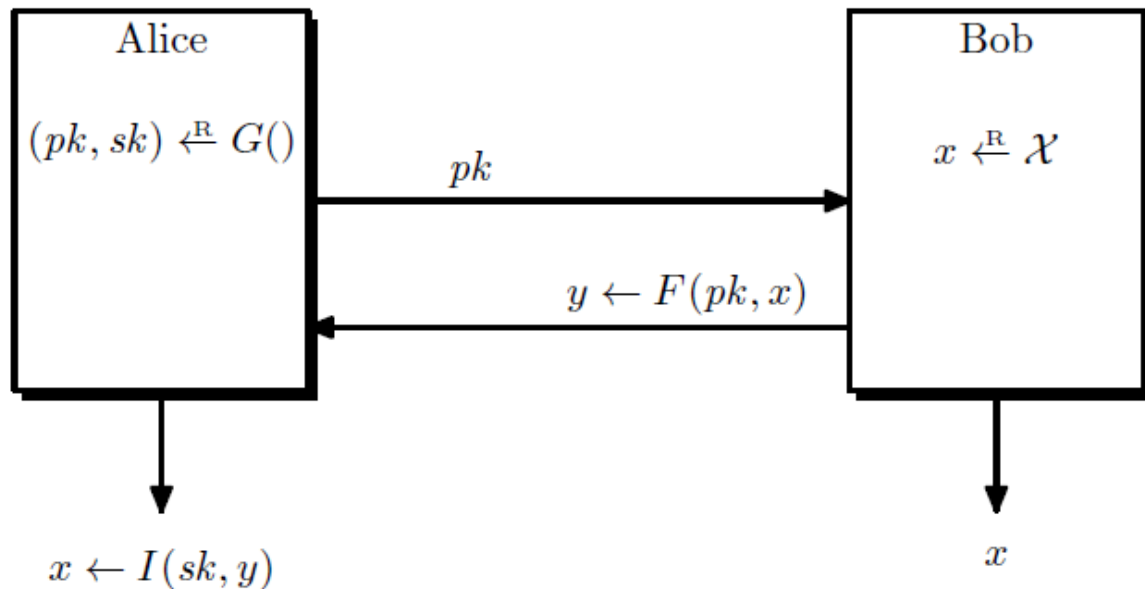 Alice
(pk, sk) ←R G()
pk
y ← F(pk, x)
x ← I(sk, y)
Bob
x ←R 𝒳
x